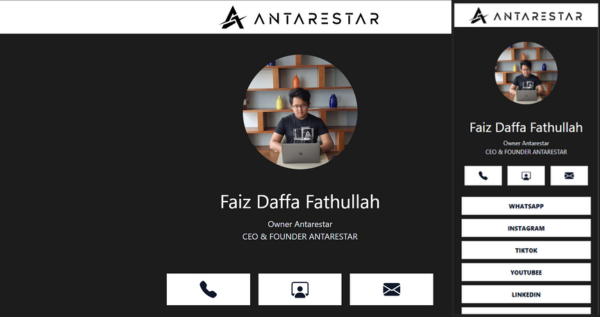 ANTARESTAR
Faiz Daffa Fathullah
Owner Antarestar
CEO & FOUNDER ANTARESTAR
ANTARESTAR
Faiz Daffa Fathullah
Owner Antarestar
CEO & FOUNDER ANTARESTAR
WHATSAPP
INSTAGRAM
TIKTOK
YOUTUBEE
LINKEDIN